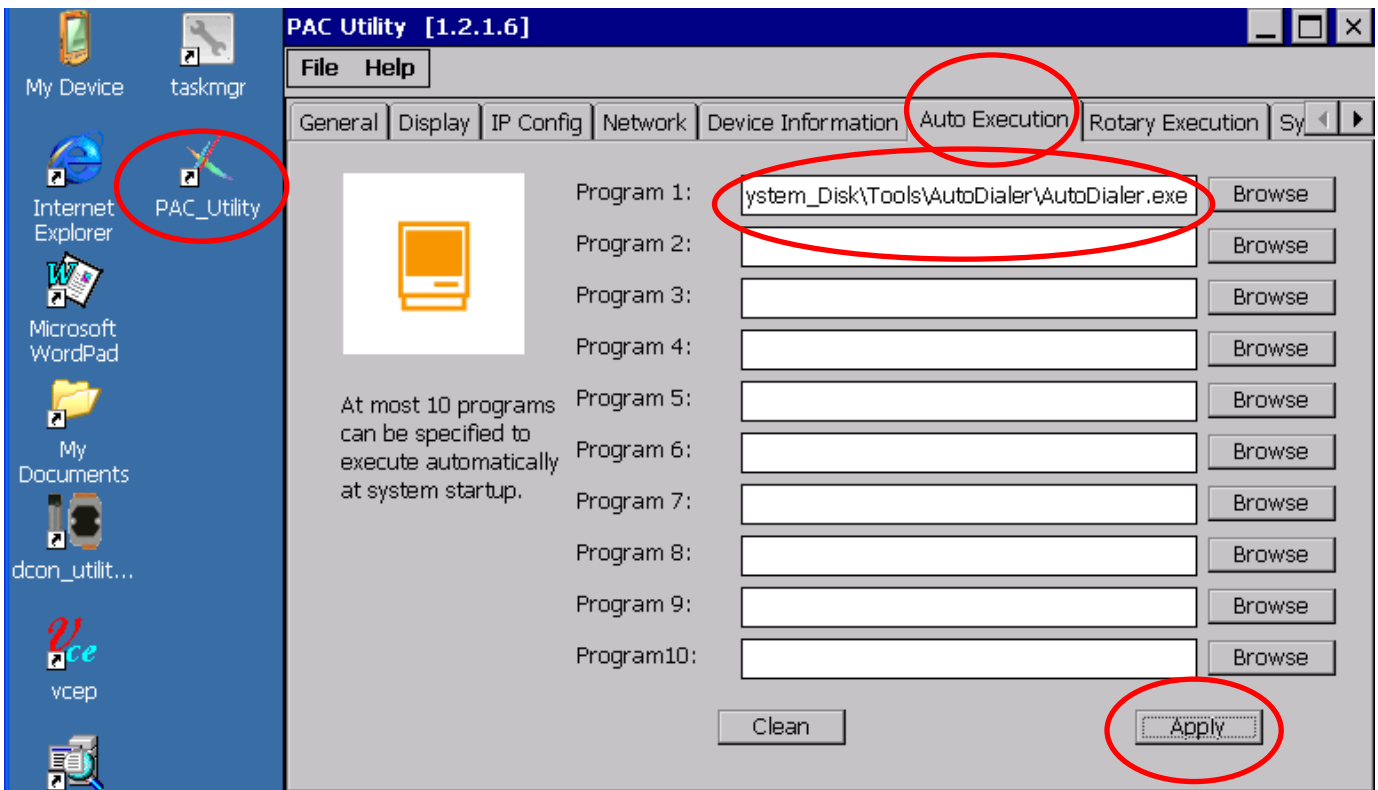 My Device
taskmgr
Internet
Explorer
PAC_Utility
Microsoft
WordPad
My
Documents
dcon_utilit...
Vce
vcep
PAC Utility [1.2.1.6]
File Help
General Display IP Config Network Device Information Auto Execution Rotary Execution Sy
At most 10 programs
can be specified to
execute automatically
at system startup.
Program 1: ystem_Disk\Tools\AutoDialer\AutoDialer.exe Browse
Program 2: Browse
Program 3: Browse
Program 4: Browse
Program 5: Browse
Program 6: Browse
Program 7: Browse
Program 8: Browse
Program 9: Browse
Program10: Browse
Clean Apply